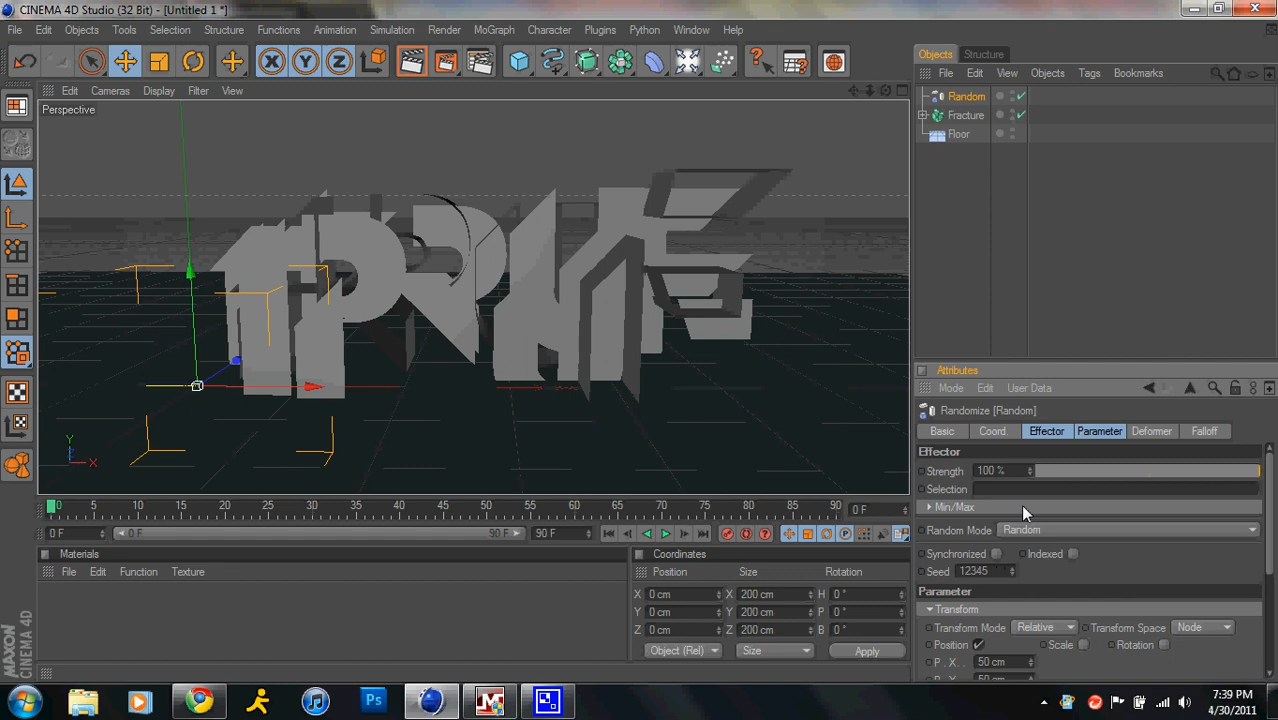 CINEMA 4D Studio (32 Bit) - [Untitled 1 *]
File Edit Objects Tools Selection Structure Functions Animation Simulate Render MoGraph Character Plugins Python Window Help
Edit Cameras Display Filter View
Perspective
TPRKE
Y
X
0 5 10 15 20 25 30 35 40 45 50 55 60 65 70 75 80 85 90 0 F
0 F 0 F 90 F 90 F
Materials
File Edit Function Texture
Coordinates
Position Size Rotation
X 0 cm X 200 cm H 0 °
Y 0 cm Y 200 cm P 0 °
Z 0 cm Z 200 cm B 0 °
Object (Rel) Size Apply
MAXON
CINEMA 4D
Objects Structure
File Edit View Objects Tags Bookmarks
Random
Fracture
Floor
Attributes
Mode Edit User Data
Randomize [Random]
Basic Coord. Effector Parameter Deformer Falloff
Effector
Strength 100 %
Selection
Min/Max
Random Mode Random
Synchronized Indexed
Seed 12345
Parameter
Transform
Transform Mode Relative Transform Space Node
Position Scale Rotation
P . X . . 50 cm
Ps
7:39 PM
4/30/2011